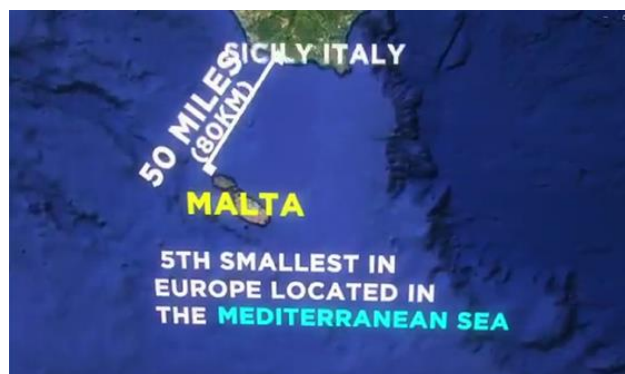 SICILY ITALY
50 MILES
(80KM)
MALTA
5TH SMALLEST IN
EUROPE LOCATED IN
THE MEDITERRANEAN SEA